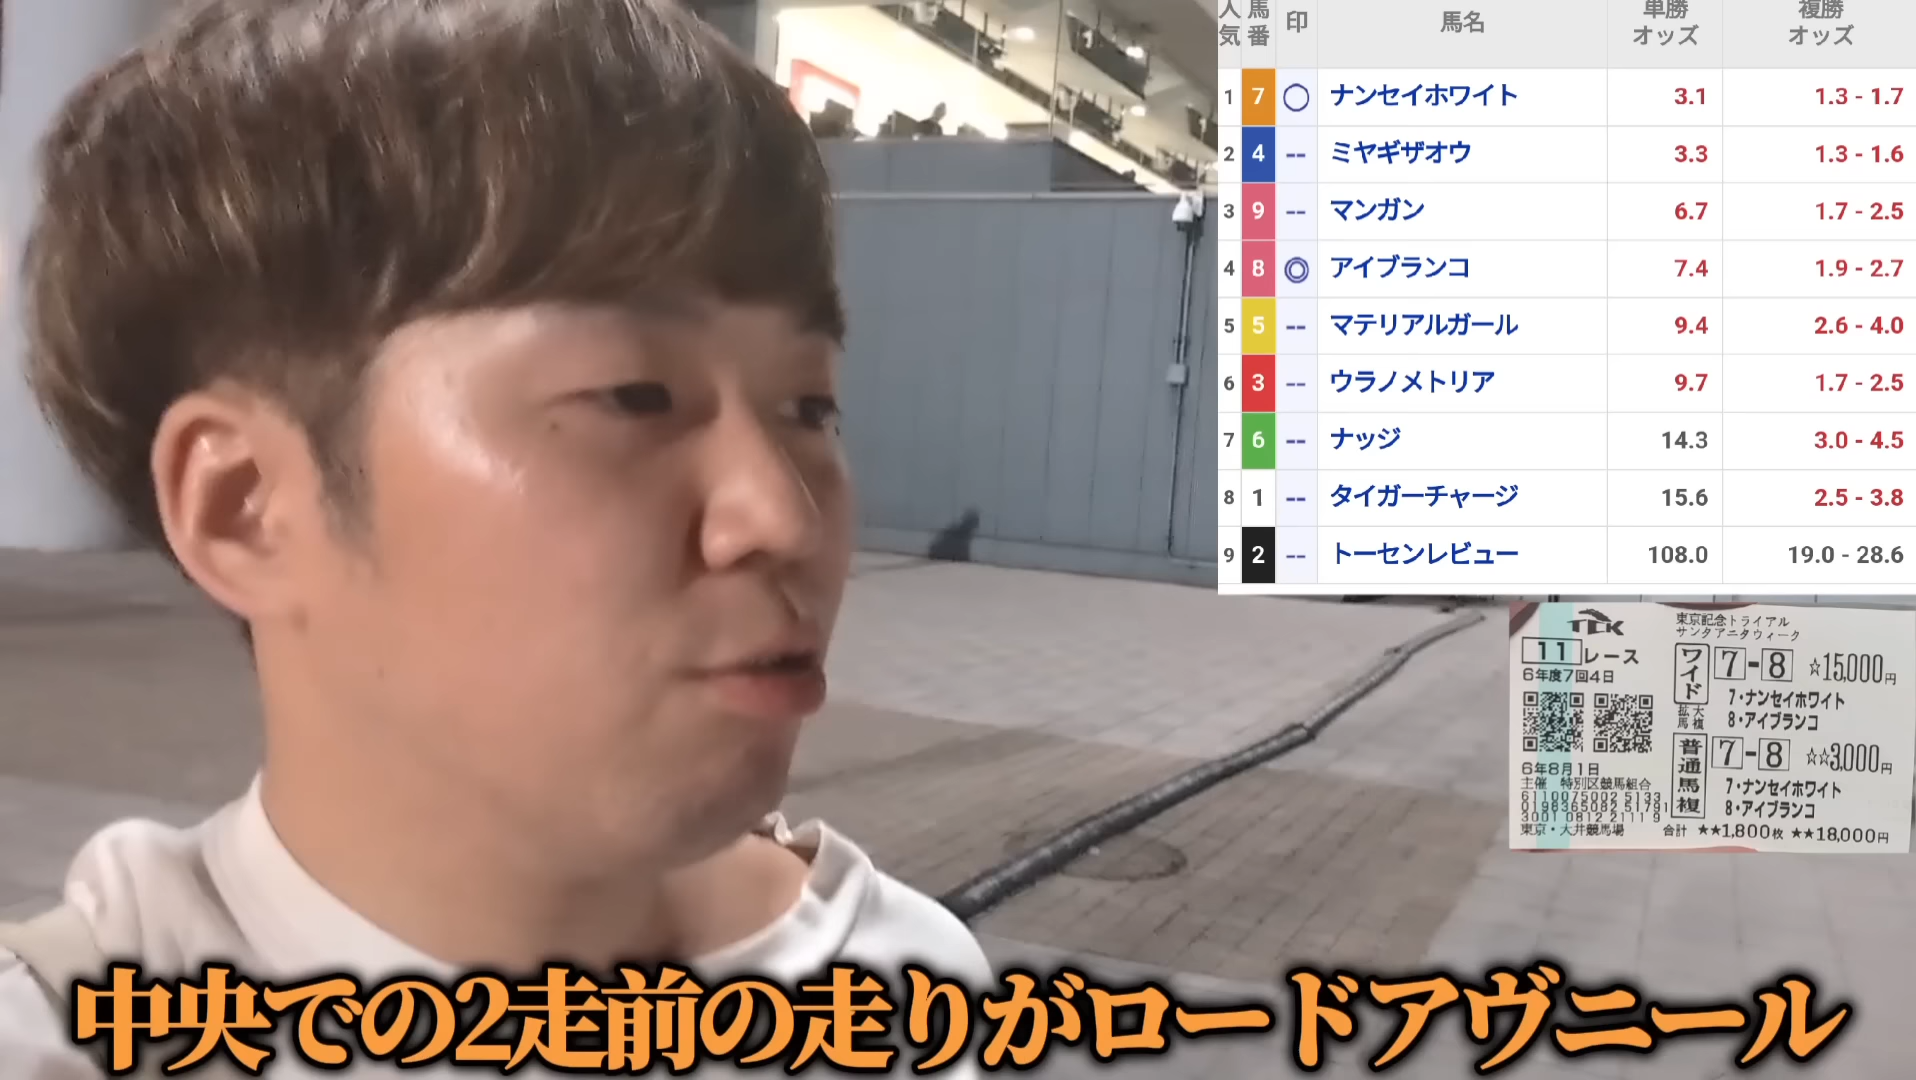 人気 馬番 印 馬名 単勝オッズ 複勝オッズ
1 7 ○ ナンセイホワイト 3.1 1.3 - 1.7
2 4 -- ミヤギザオウ 3.3 1.3 - 1.6
3 9 -- マンガン 6.7 1.7 - 2.5
4 8 ◎ アイブランコ 7.4 1.9 - 2.7
5 5 -- マテリアルガール 9.4 2.6 - 4.0
6 3 -- ウラノメトリア 9.7 1.7 - 2.5
7 6 -- ナッジ 14.3 3.0 - 4.5
8 1 -- タイガーチャージ 15.6 2.5 - 3.8
9 2 -- トーセンレビュー 108.0 19.0 - 28.6
TCK
11レース
6年度7回4日
6年8月1日
主催 特別区競馬組合
6110075002 5133
0198365082 51791
3001 0812 2111 9
東京・大井競馬場
東京記念トライアル
サンタアニタウィーク
ワイド 7-8 ☆15,000円
拡大馬複
7・ナンセイホワイト
8・アイブランコ
普通馬複 7-8 ☆☆3,000円
7・ナンセイホワイト
8・アイブランコ
合計 ★★1,800枚 ★★18,000円
中央での2走前の走りがロードアヴニール